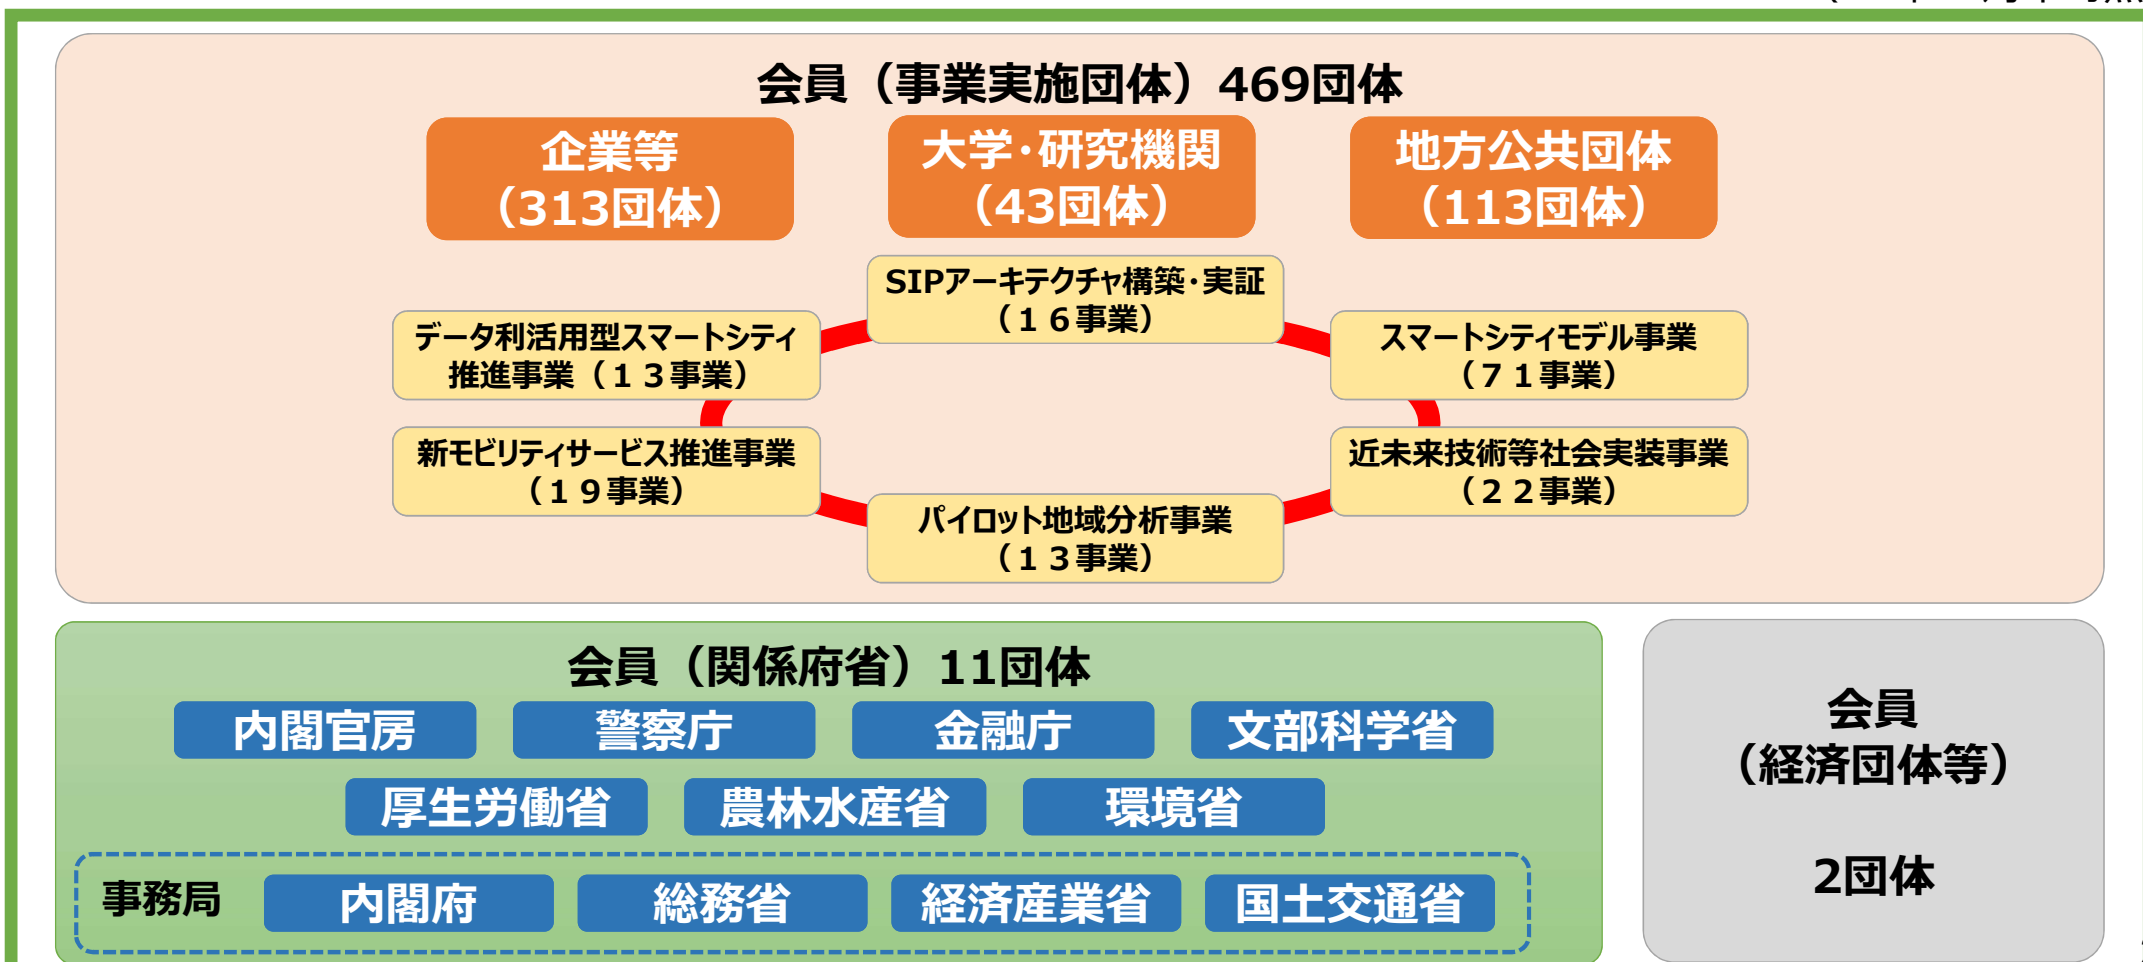 会員（事業実施団体）469団体
企業等
（313団体）
大学・研究機関
（43団体）
地方公共団体
（113団体）
SIPアーキテクチャ構築・実証
（１６事業）
データ利活用型スマートシティ
推進事業（１３事業）
スマートシティモデル事業
（７１事業）
新モビリティサービス推進事業
（１９事業）
近未来技術等社会実装事業
（２２事業）
パイロット地域分析事業
（１３事業）
会員（関係府省）11団体
内閣官房
警察庁
金融庁
文部科学省
厚生労働省
農林水産省
環境省
事務局
内閣府
総務省
経済産業省
国土交通省
会員
（経済団体等）
2団体